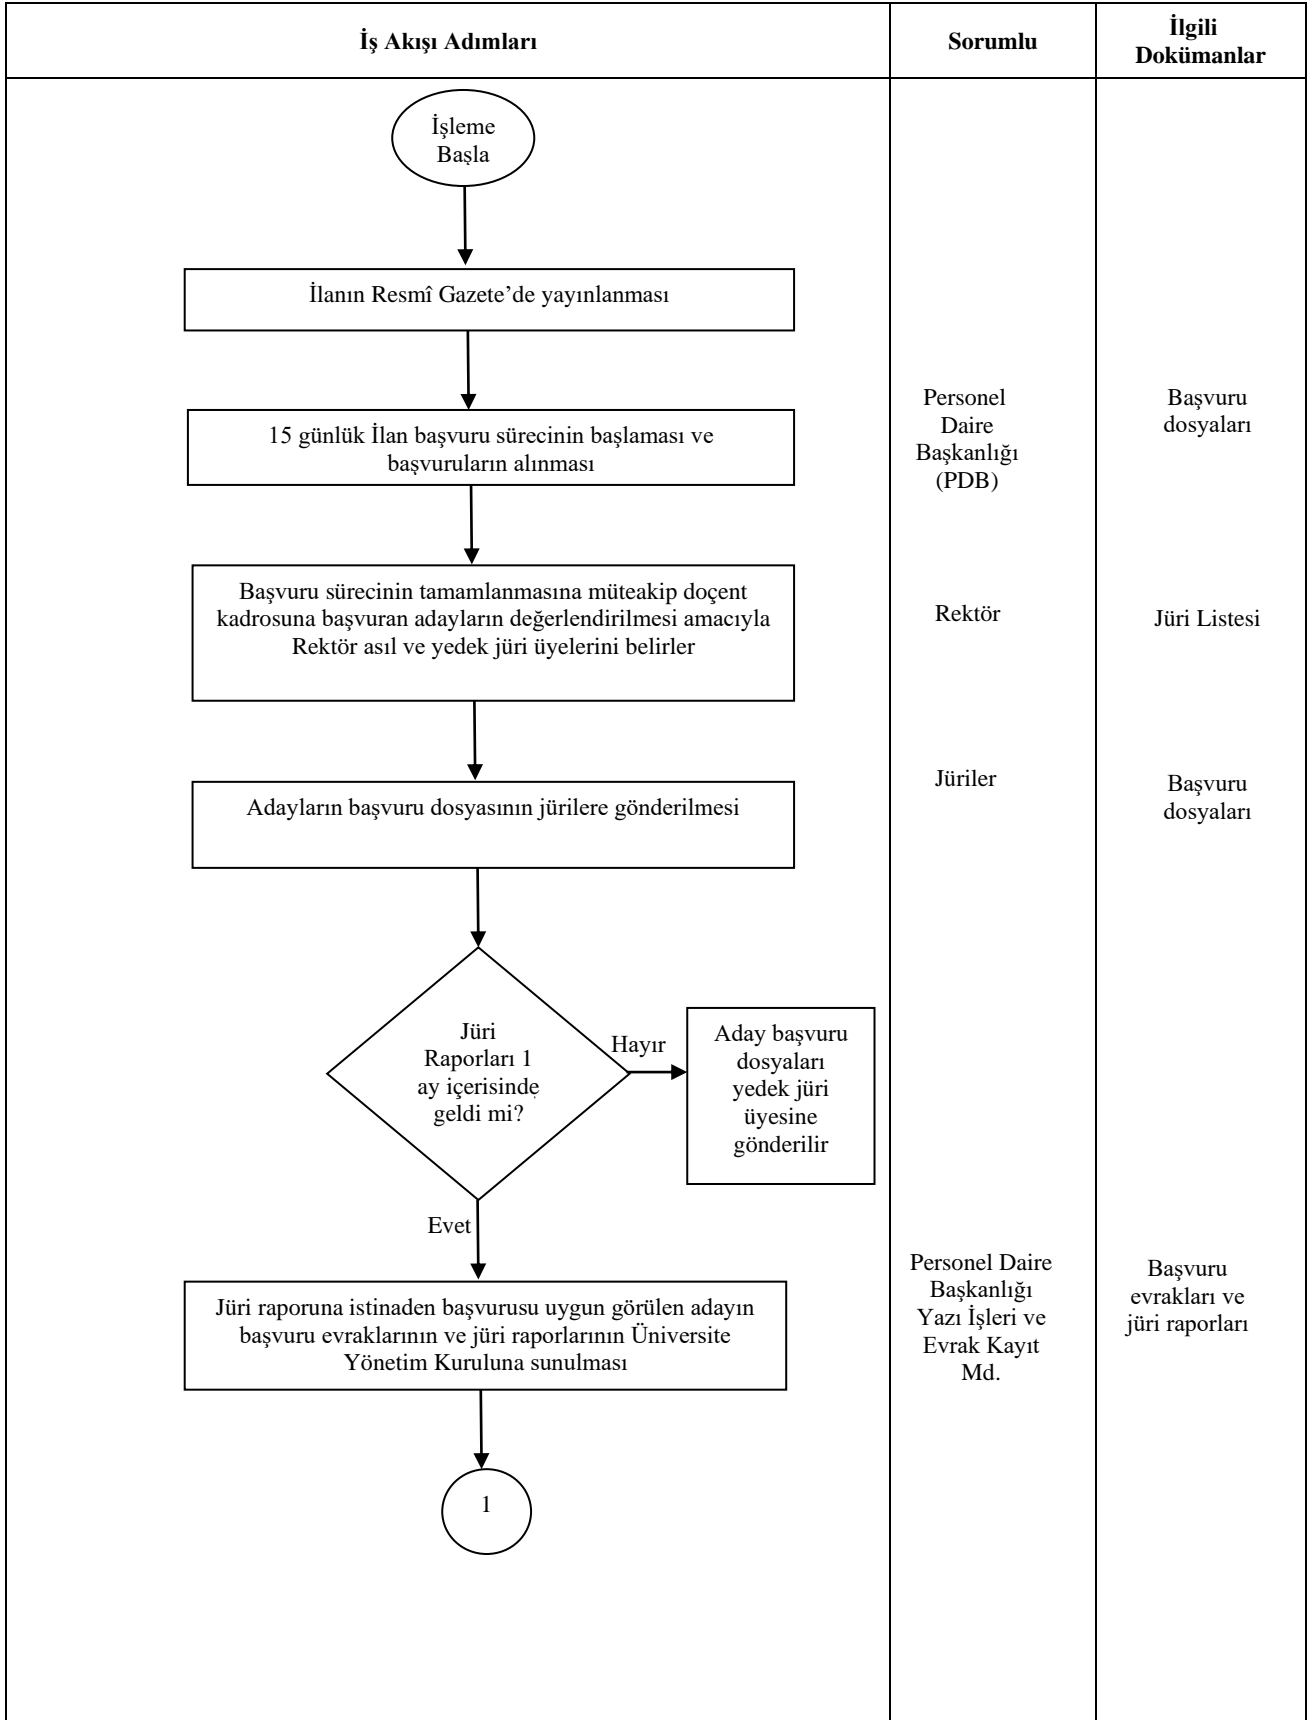 İş Akışı Adımları
Sorumlu
İlgili
Dokümanlar
İşleme
Başla
İlanın Resmî Gazete’de yayınlanması
15 günlük İlan başvuru sürecinin başlaması ve
başvuruların alınması
Personel
Daire
Başkanlığı
(PDB)
Başvuru
dosyaları
Başvuru sürecinin tamamlanmasına müteakip doçent
kadrosuna başvuran adayların değerlendirilmesi amacıyla
Rektör asıl ve yedek jüri üyelerini belirler
Rektör
Jüri Listesi
Adayların başvuru dosyasının jürilere gönderilmesi
Jüriler
Başvuru
dosyaları
Jüri
Raporları 1
ay içerisinde
geldi mi?
Hayır
Aday başvuru
dosyaları
yedek jüri
üyesine
gönderilir
Evet
Jüri raporuna istinaden başvurusu uygun görülen adayın
başvuru evraklarının ve jüri raporlarının Üniversite
Yönetim Kuruluna sunulması
Personel Daire
Başkanlığı
Yazı İşleri ve
Evrak Kayıt
Md.
Başvuru
evrakları ve
jüri raporları
1